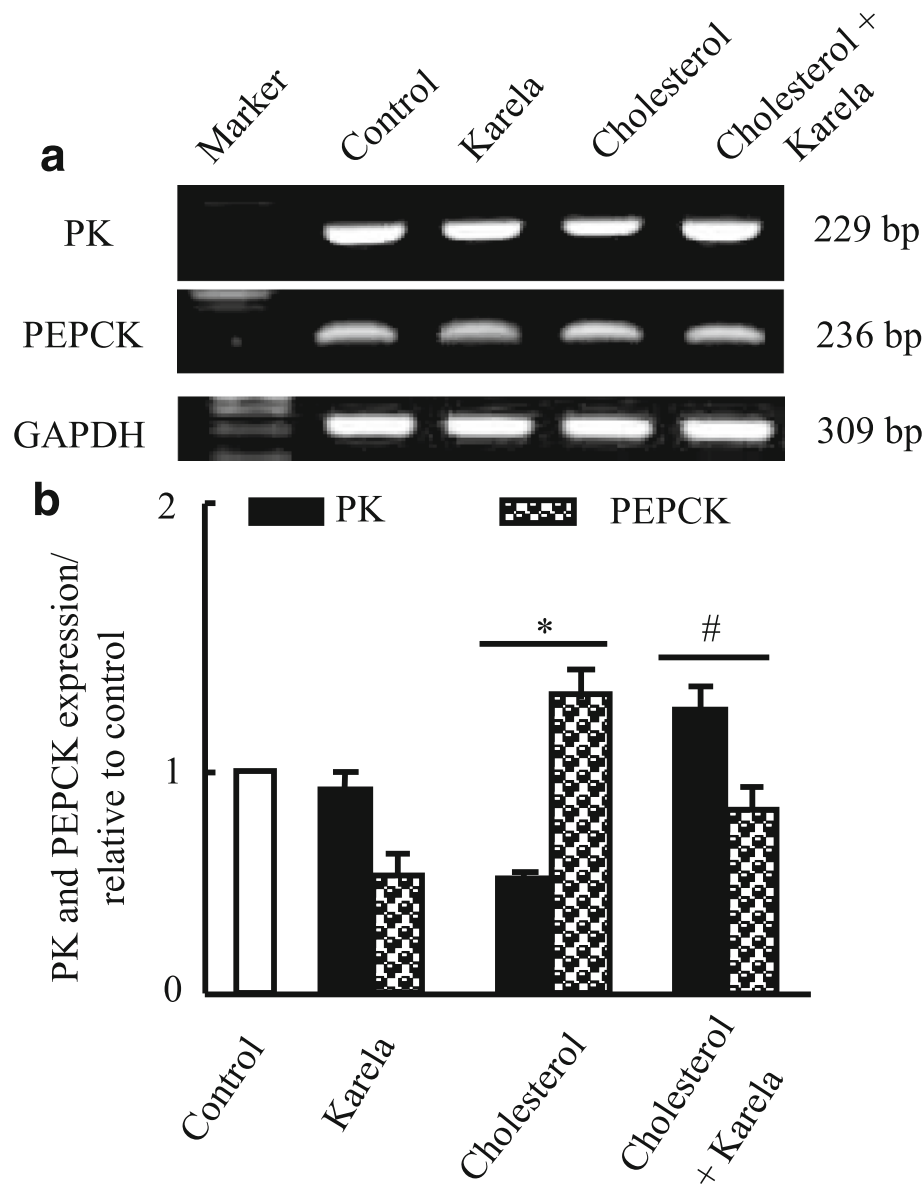 Marker
Control
Karela
Cholesterol
Cholesterol +
Karela
a
PK
229 bp
PEPCK
236 bp
GAPDH
309 bp
b
2
PK
PEPCK
PK and PEPCK expression/
relative to control
*
#
1
0
Control
Karela
Cholesterol
Cholesterol
+ Karela